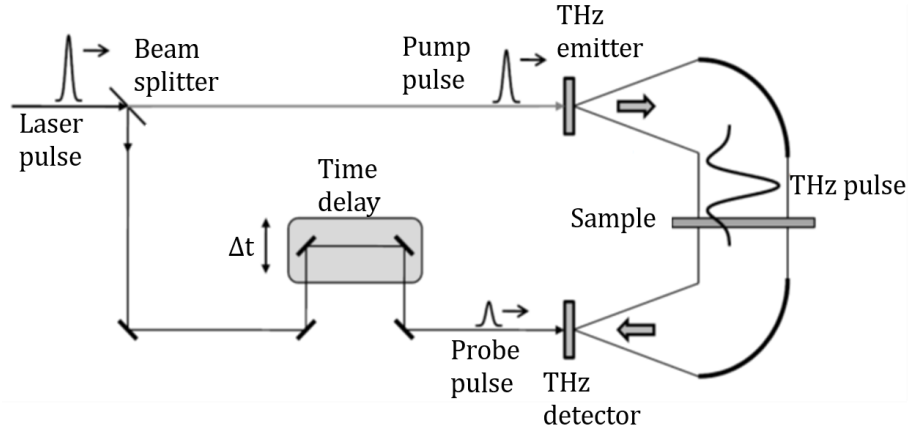 THz
emitter
Beam
splitter
Pump
pulse
Laser
pulse
THz pulse
Time
delay
Sample
Δt
Probe
pulse
THz
detector